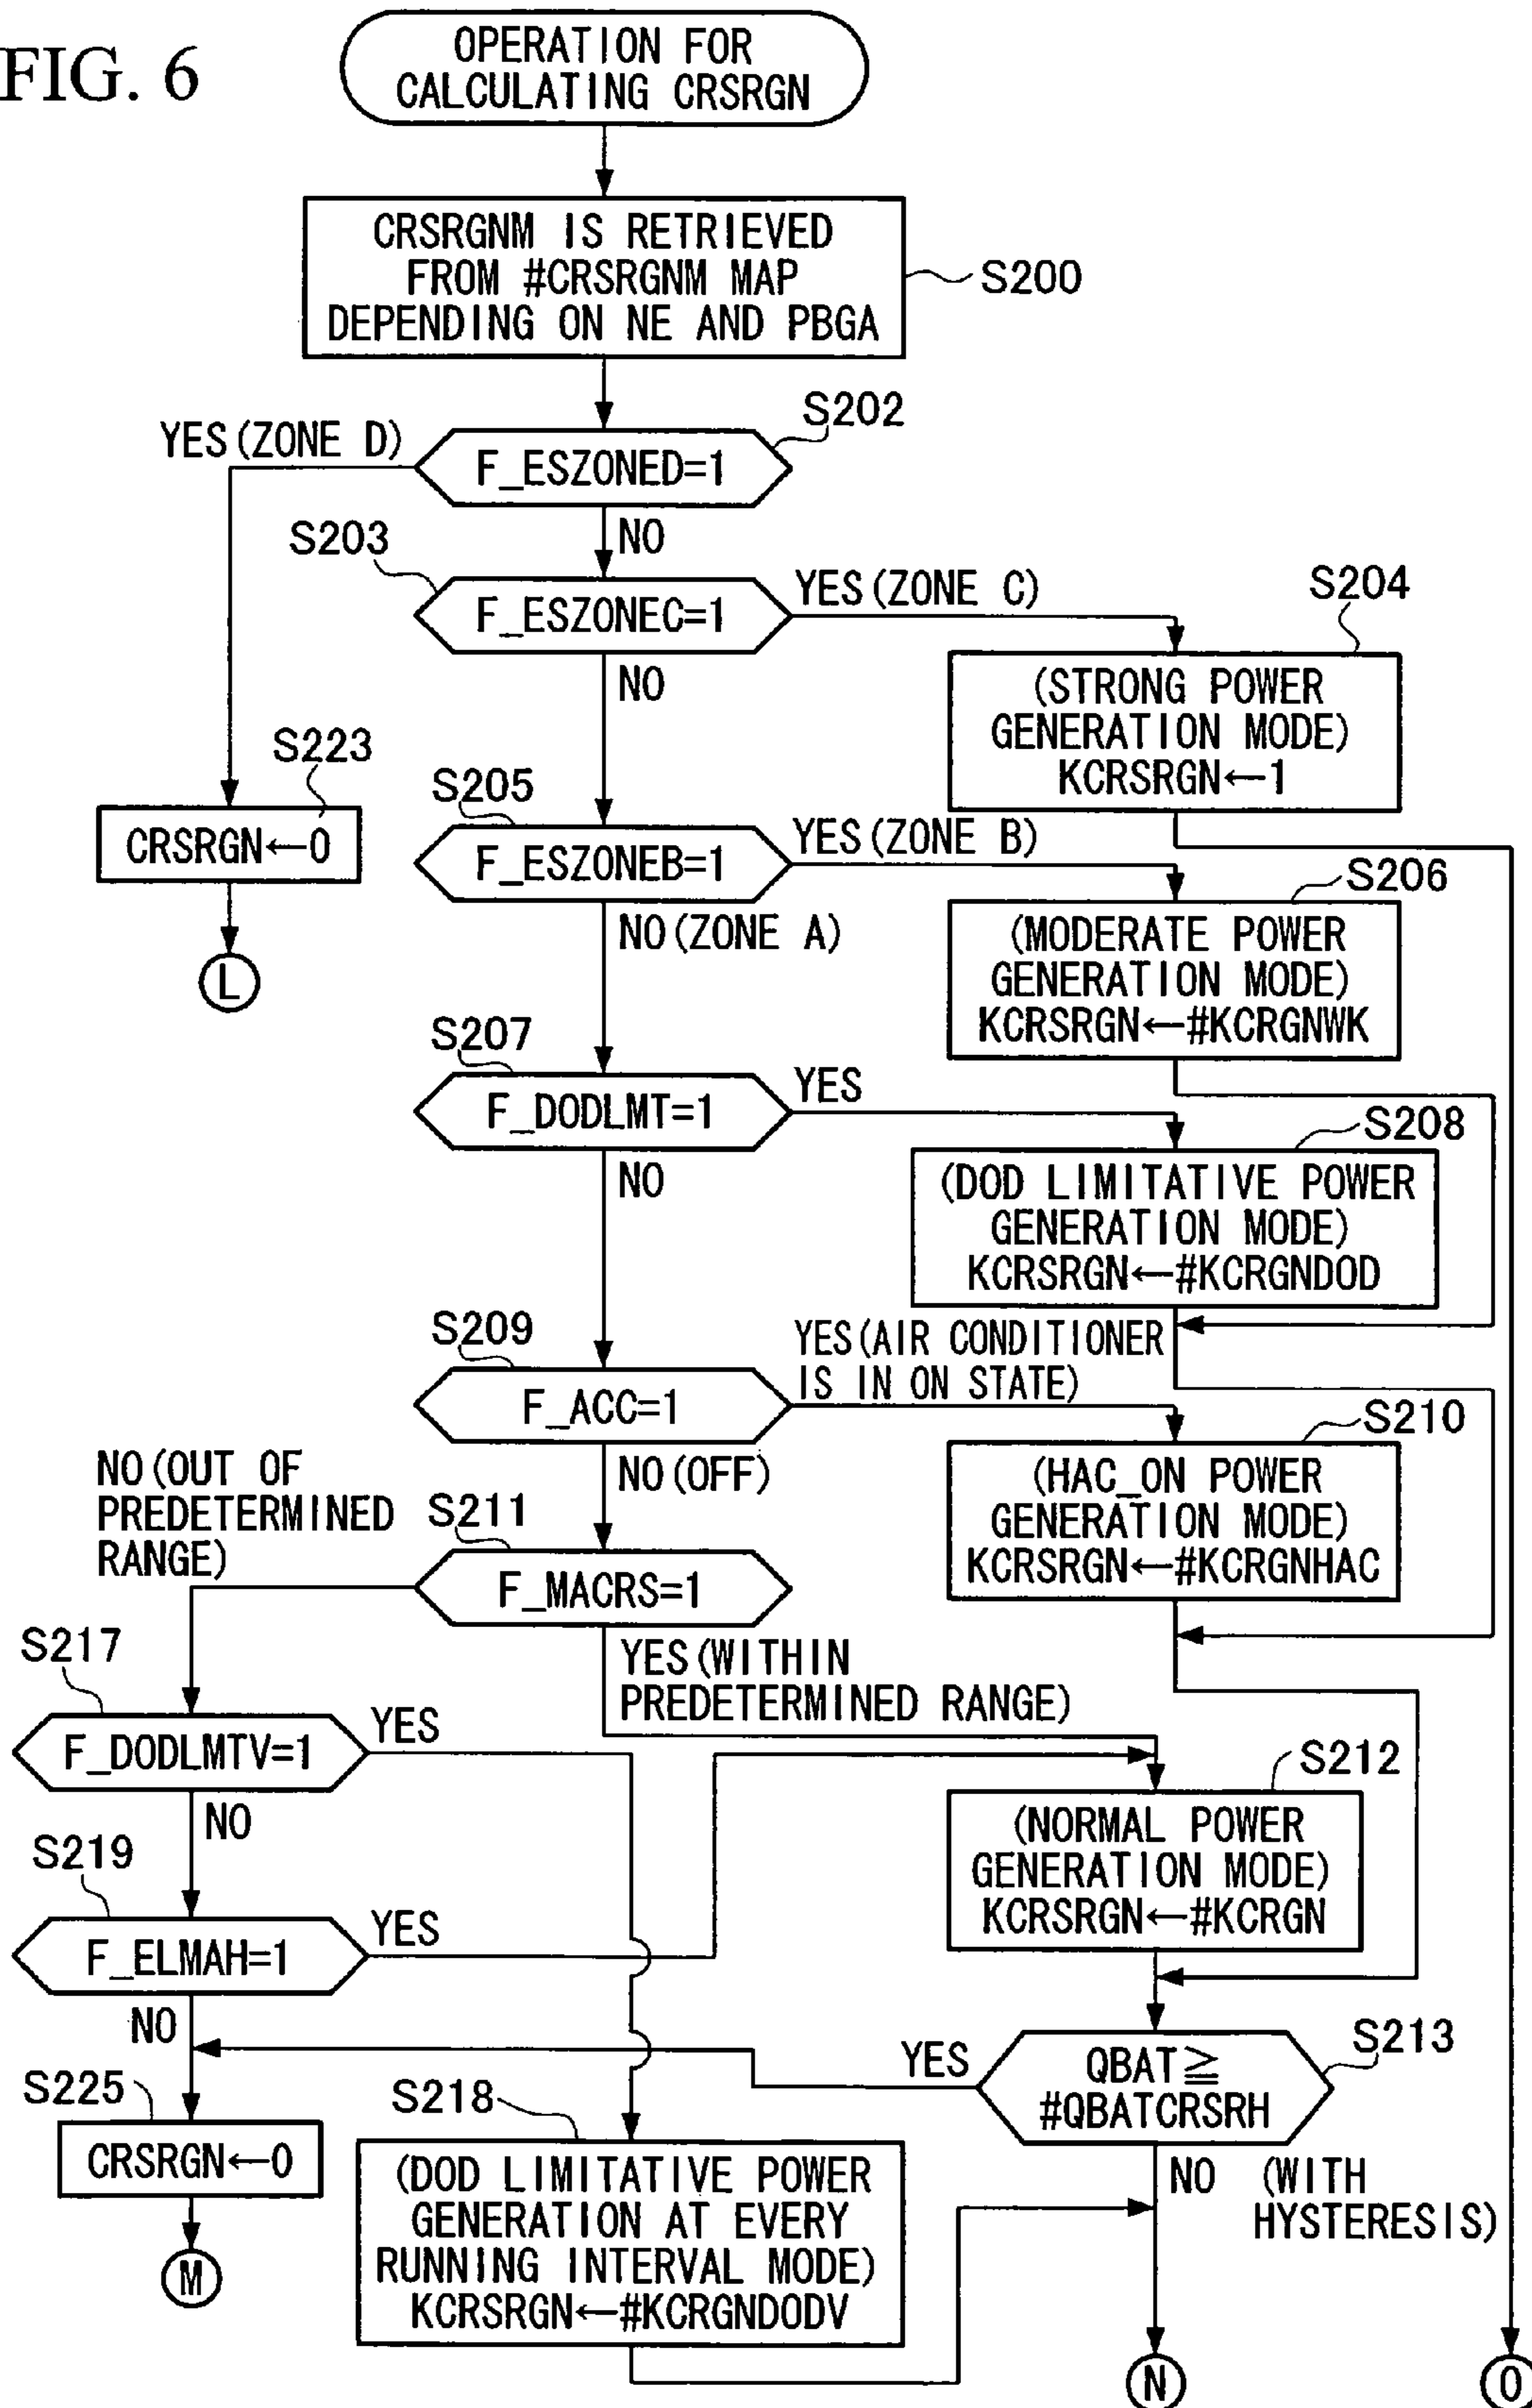 FIG. 6
OPERATION FOR
CALCULATING CRSRGN
CRSRGNM IS RETRIEVED
FROM #CRSRGNM MAP
DEPENDING ON NE AND PBGA
S200
S202
YES(ZONE D)
F_ESZONED=1
NO
S203
F_ESZONEC=1
YES(ZONE C)
NO
S204
(STRONG POWER
GENERATION MODE)
KCRSRGN←1
S223
CRSRGN←0
L
S205
F_ESZONEB=1
YES(ZONE B)
NO(ZONE A)
S206
(MODERATE POWER
GENERATION MODE)
KCRSRGN←#KCRGNWK
S207
F_DODLMT=1
YES
NO
S208
(DOD LIMITATIVE POWER
GENERATION MODE)
KCRSRGN←#KCRGNDOD
S209
F_ACC=1
YES(AIR CONDITIONER
IS IN ON STATE)
NO(OFF)
S210
(HAC_ON POWER
GENERATION MODE)
KCRSRGN←#KCRGNHAC
NO(OUT OF
PREDETERMINED
RANGE)
S211
F_MACRS=1
YES(WITHIN
PREDETERMINED RANGE)
S217
F_DODLMTV=1
YES
NO
S212
(NORMAL POWER
GENERATION MODE)
KCRSRGN←#KCRGN
S219
F_ELMAH=1
YES
NO
S213
QBAT≧
#QBATCRSRH
YES
NO (WITH
HYSTERESIS)
S225
CRSRGN←0
M
S218
(DOD LIMITATIVE POWER
GENERATION AT EVERY
RUNNING INTERVAL MODE)
KCRSRGN←#KCRGNDODV
N
O